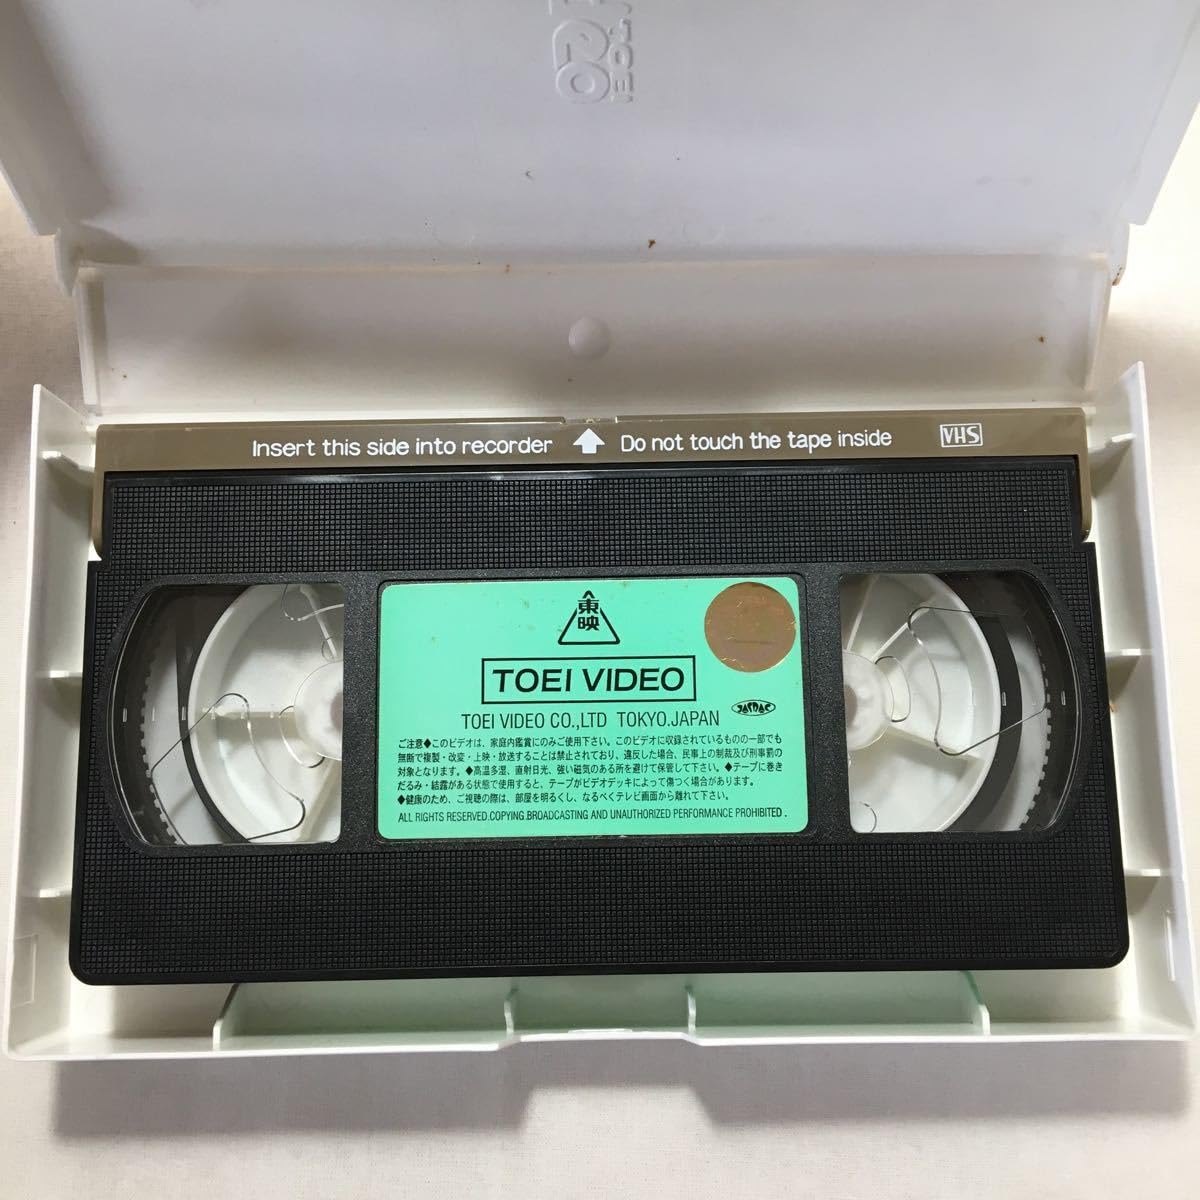 Insert this side into recorder ⇧ Do not touch the tape inside VHS
東映
TOEI VIDEO
TOEI VIDEO CO.,LTD TOKYO.JAPAN JASRAC
ご注意◆このビデオは、家庭内鑑賞にのみご使用下さい。このビデオに収録されているものの一部でも
無断で複製・改変・上映・放送することは禁止されており、違反した場合、民事上の制裁及び刑事罰の
対象となります。◆高温多湿、直射日光、強い磁気のある所を避けて保管して下さい。◆テープに巻き
だるみ・結露がある状態で使用すると、テープがビデオデッキによって傷つく場合があります。
◆健康のため、ご視聴の際は、部屋を明るくし、なるべくテレビ画面から離れて下さい。
ALL RIGHTS RESERVED.COPYING.BROADCASTING AND UNAUTHORIZED PERFORMANCE PROHIBITED.